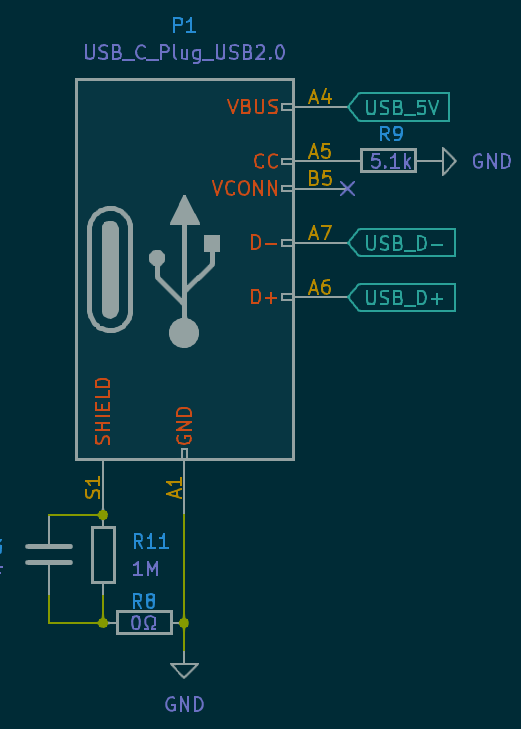 P1
USB_C_Plug_USB2.0
VBUS
A4
USB_5V
R9
CC
A5
5.1k
GND
VCONN
B5
D-
A7
USB_D-
D+
A6
USB_D+
SHIELD
GND
S1
A1
R11
1M
R8
0Ω
GND